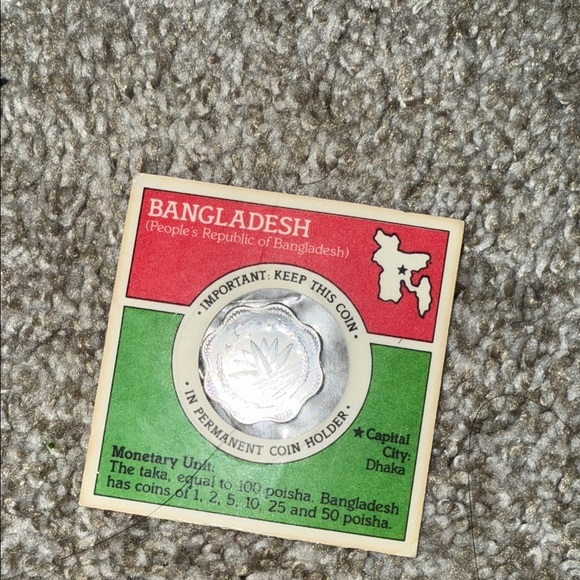 BANGLADESH
(People's Republic of Bangladesh)
• IMPORTANT: KEEP THIS COIN •
• IN PERMANENT COIN HOLDER •
★ Capital
City:
Dhaka
Monetary Unit:
The taka, equal to 100 poisha. Bangladesh
has coins of 1, 2, 5, 10, 25 and 50 poisha.